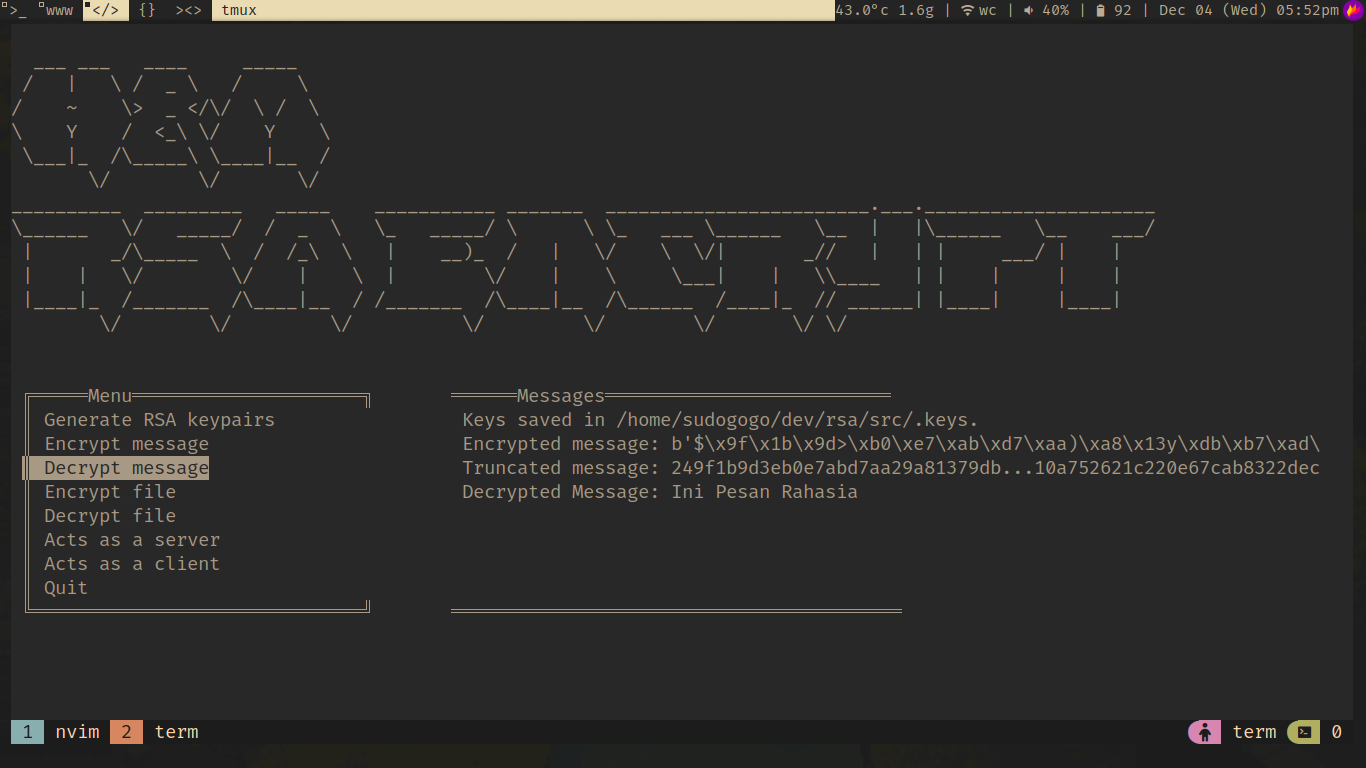 >_ www </> {} ><> tmux 43.0°c 1.6g | wc | 40% | 92 | Dec 04 (Wed) 05:52pm
H&A
RSA ENCRYPT
Menu
Generate RSA keypairs
Encrypt message
Decrypt message
Encrypt file
Decrypt file
Acts as a server
Acts as a client
Quit
Messages
Keys saved in /home/sudogogo/dev/rsa/src/.keys.
Encrypted message: b'$\x9f\x1b\x9d>\xb0\xe7\xab\xd7\xaa)\xa8\x13y\xdb\xb7\xad\
Truncated message: 249f1b9d3eb0e7abd7aa29a81379db...10a752621c220e67cab8322dec
Decrypted Message: Ini Pesan Rahasia
1 nvim 2 term term 0